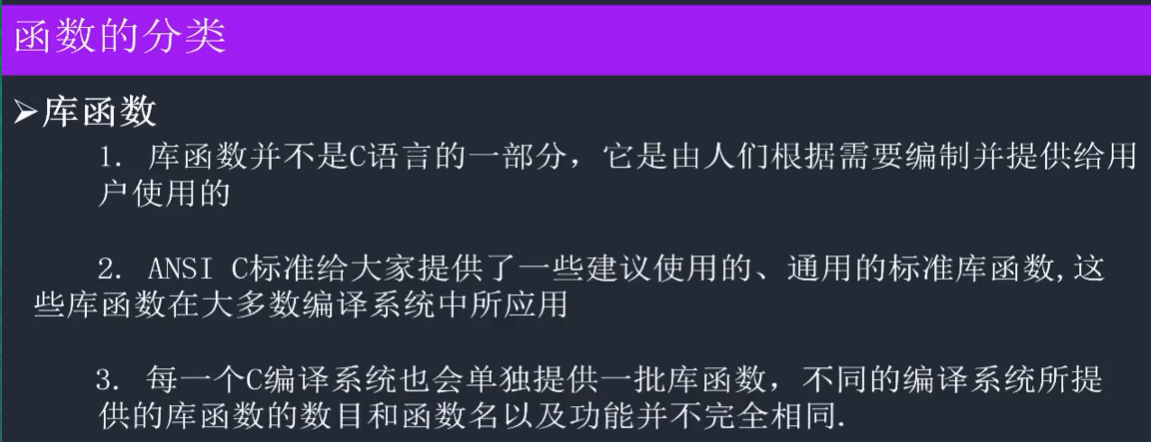 函数的分类
➢库函数
1. 库函数并不是C语言的一部分，它是由人们根据需要编制并提供给用
户使用的
2. ANSI C标准给大家提供了一些建议使用的、通用的标准库函数,这
些库函数在大多数编译系统中所应用
3. 每一个C编译系统也会单独提供一批库函数，不同的编译系统所提
供的库函数的数目和函数名以及功能并不完全相同.